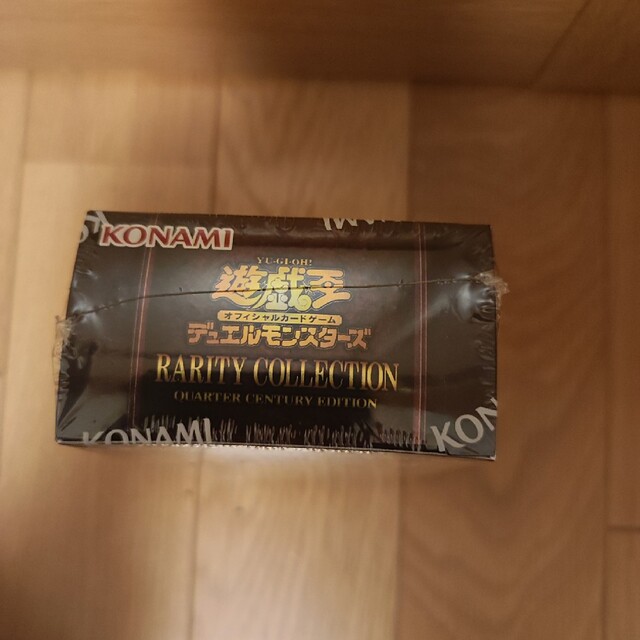 KONAMI
YU-GI-OH!
遊戯王
オフィシャルカードゲーム
デュエルモンスターズ
RARITY COLLECTION
QUARTER CENTURY EDITION
KONAMI
KON